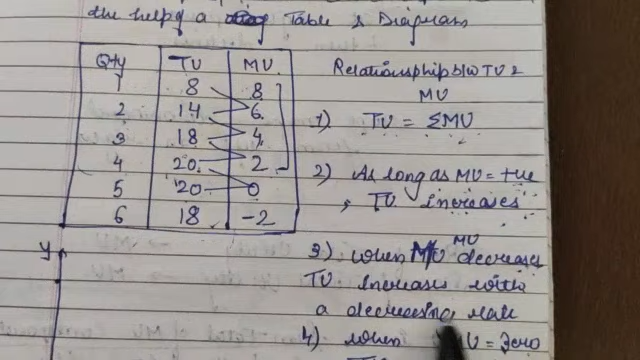 the help of a Table & Diagram
Qty TU MU
1 8 8
2 14 6
3 18 4
4 20 2
5 20 0
6 18 -2
Relationship b/w TU &
MU
1) TU = ΣMU
2) As long as MU = +ve
, TU increases
3) when MU decreases
TU increases with
a decreasing rate
4) when U = Zero
y